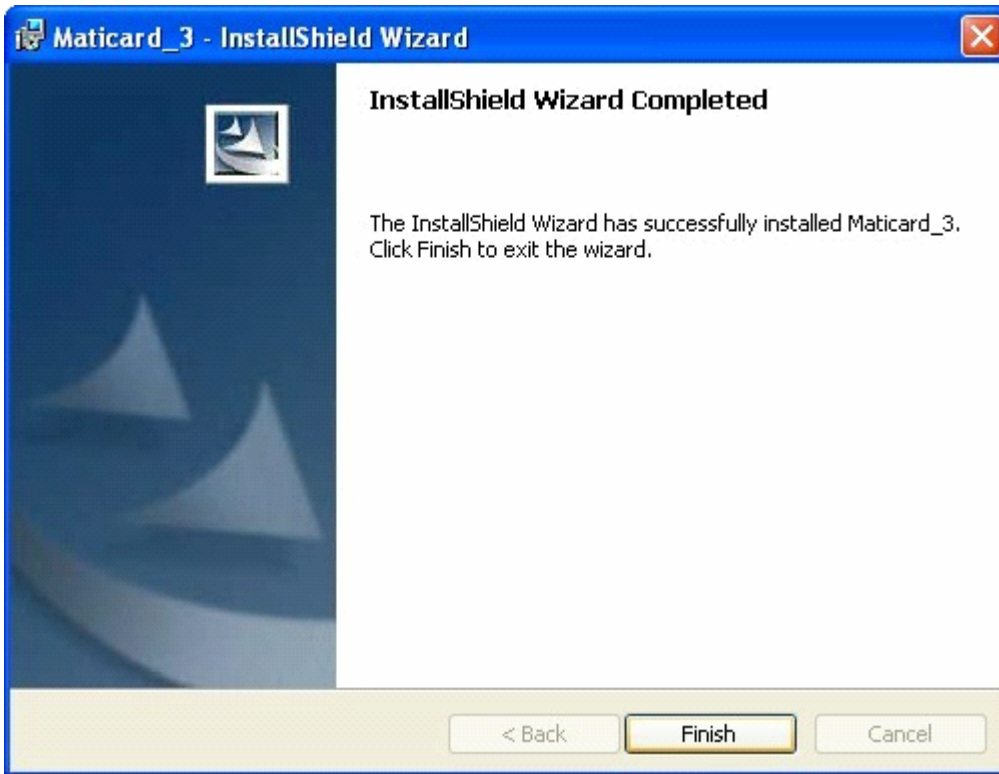 Maticard_3 - InstallShield Wizard
InstallShield Wizard Completed
The InstallShield Wizard has successfully installed Maticard_3.
Click Finish to exit the wizard.
< Back
Finish
Cancel